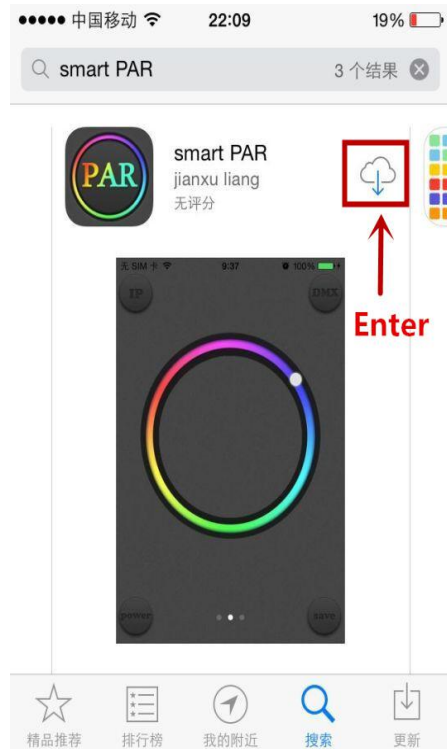 中国移动 22:09 19%
smart PAR 3 个结果
PAR
smart PAR
jianxu liang
无评分
Enter
无 SIM 卡 9:37 100%
IP DMX
power save
精品推荐 排行榜 我的附近 搜索 更新